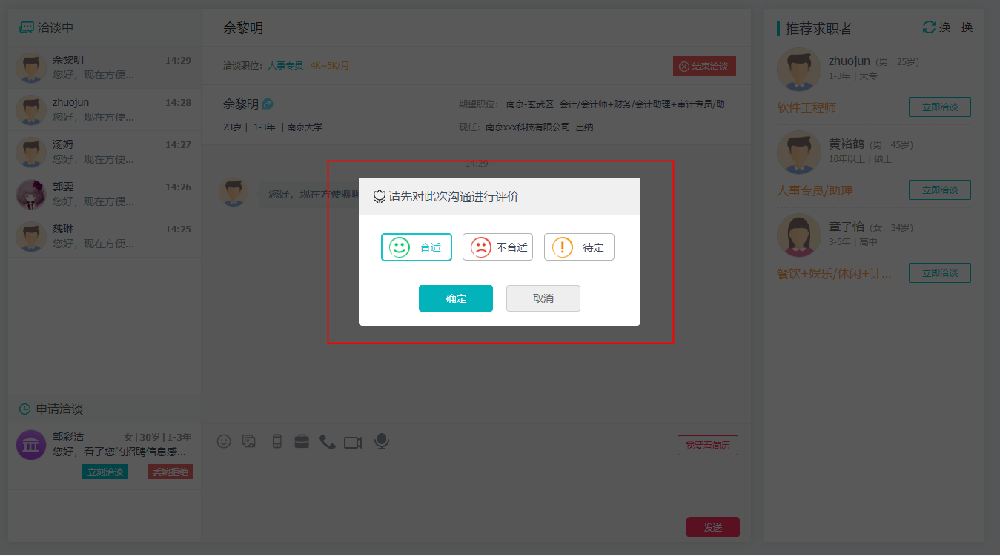 洽谈中
佘黎明 14:29
您好，现在方便...
zhuojun 14:28
您好，现在方便...
汤姆 14:27
您好，现在方便...
郭雯 14:26
您好，现在方便...
魏琳 14:25
您好，现在方便...
申请洽谈
郭彩洁 女 | 30岁 | 1-3年
您好，看了您的招聘信息感...
立刻洽谈 委婉拒绝
佘黎明
洽谈职位：人事专员 4K~5K/月 结束洽谈
佘黎明 期望职位： 南京-玄武区 会计/会计师+财务/会计助理+审计专员/助...
23岁 | 1-3年 | 南京大学 现任：南京xxx科技有限公司 出纳
14:29
您好，现在方便聊聊
请先对此次沟通进行评价
合适 不合适 待定
确定 取消
我要看简历
发送
推荐求职者 换一换
zhuojun（男，25岁）
1-3年 | 大专
软件工程师 立即洽谈
黄裕鹤（男，45岁）
10年以上 | 硕士
人事专员/助理 立即洽谈
章子怡（女，34岁）
3-5年 | 高中
餐饮+娱乐/休闲+计... 立即洽谈